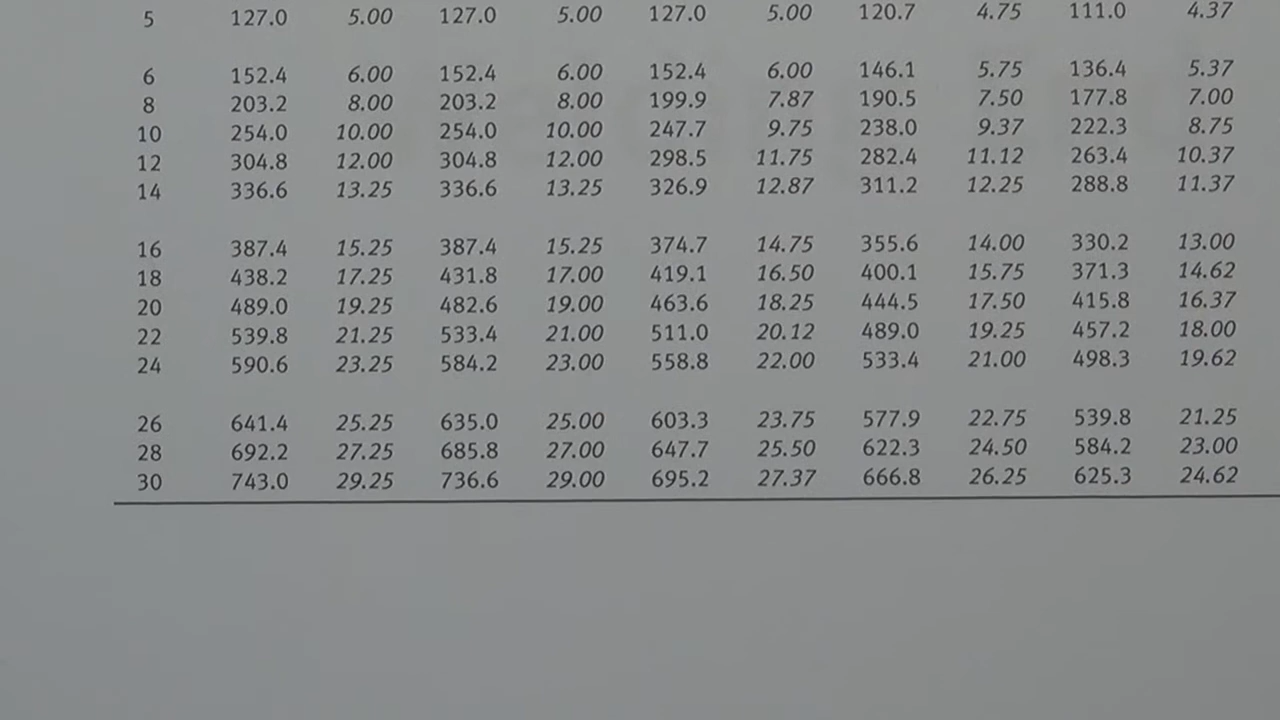 5 127.0 5.00 127.0 5.00 127.0 5.00 120.7 4.75 111.0 4.37
6 152.4 6.00 152.4 6.00 152.4 6.00 146.1 5.75 136.4 5.37
8 203.2 8.00 203.2 8.00 199.9 7.87 190.5 7.50 177.8 7.00
10 254.0 10.00 254.0 10.00 247.7 9.75 238.0 9.37 222.3 8.75
12 304.8 12.00 304.8 12.00 298.5 11.75 282.4 11.12 263.4 10.37
14 336.6 13.25 336.6 13.25 326.9 12.87 311.2 12.25 288.8 11.37
16 387.4 15.25 387.4 15.25 374.7 14.75 355.6 14.00 330.2 13.00
18 438.2 17.25 431.8 17.00 419.1 16.50 400.1 15.75 371.3 14.62
20 489.0 19.25 482.6 19.00 463.6 18.25 444.5 17.50 415.8 16.37
22 539.8 21.25 533.4 21.00 511.0 20.12 489.0 19.25 457.2 18.00
24 590.6 23.25 584.2 23.00 558.8 22.00 533.4 21.00 498.3 19.62
26 641.4 25.25 635.0 25.00 603.3 23.75 577.9 22.75 539.8 21.25
28 692.2 27.25 685.8 27.00 647.7 25.50 622.3 24.50 584.2 23.00
30 743.0 29.25 736.6 29.00 695.2 27.37 666.8 26.25 625.3 24.62